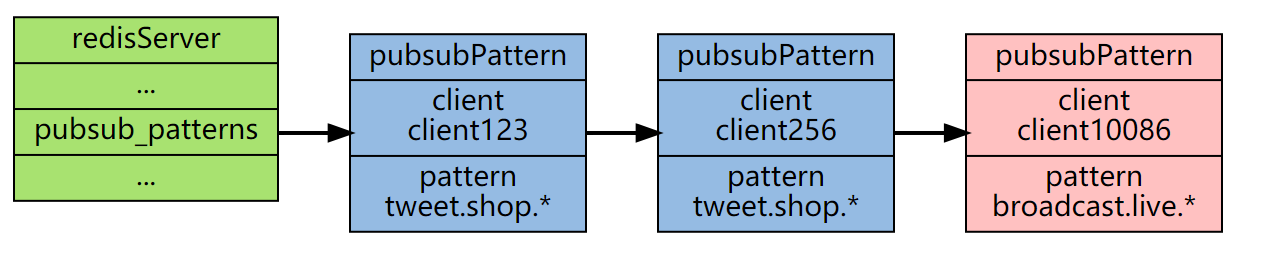 redisServer
...
pubsub_patterns
...
pubsubPattern
client
client123
pattern
tweet.shop.*
pubsubPattern
client
client256
pattern
tweet.shop.*
pubsubPattern
client
client10086
pattern
broadcast.live.*